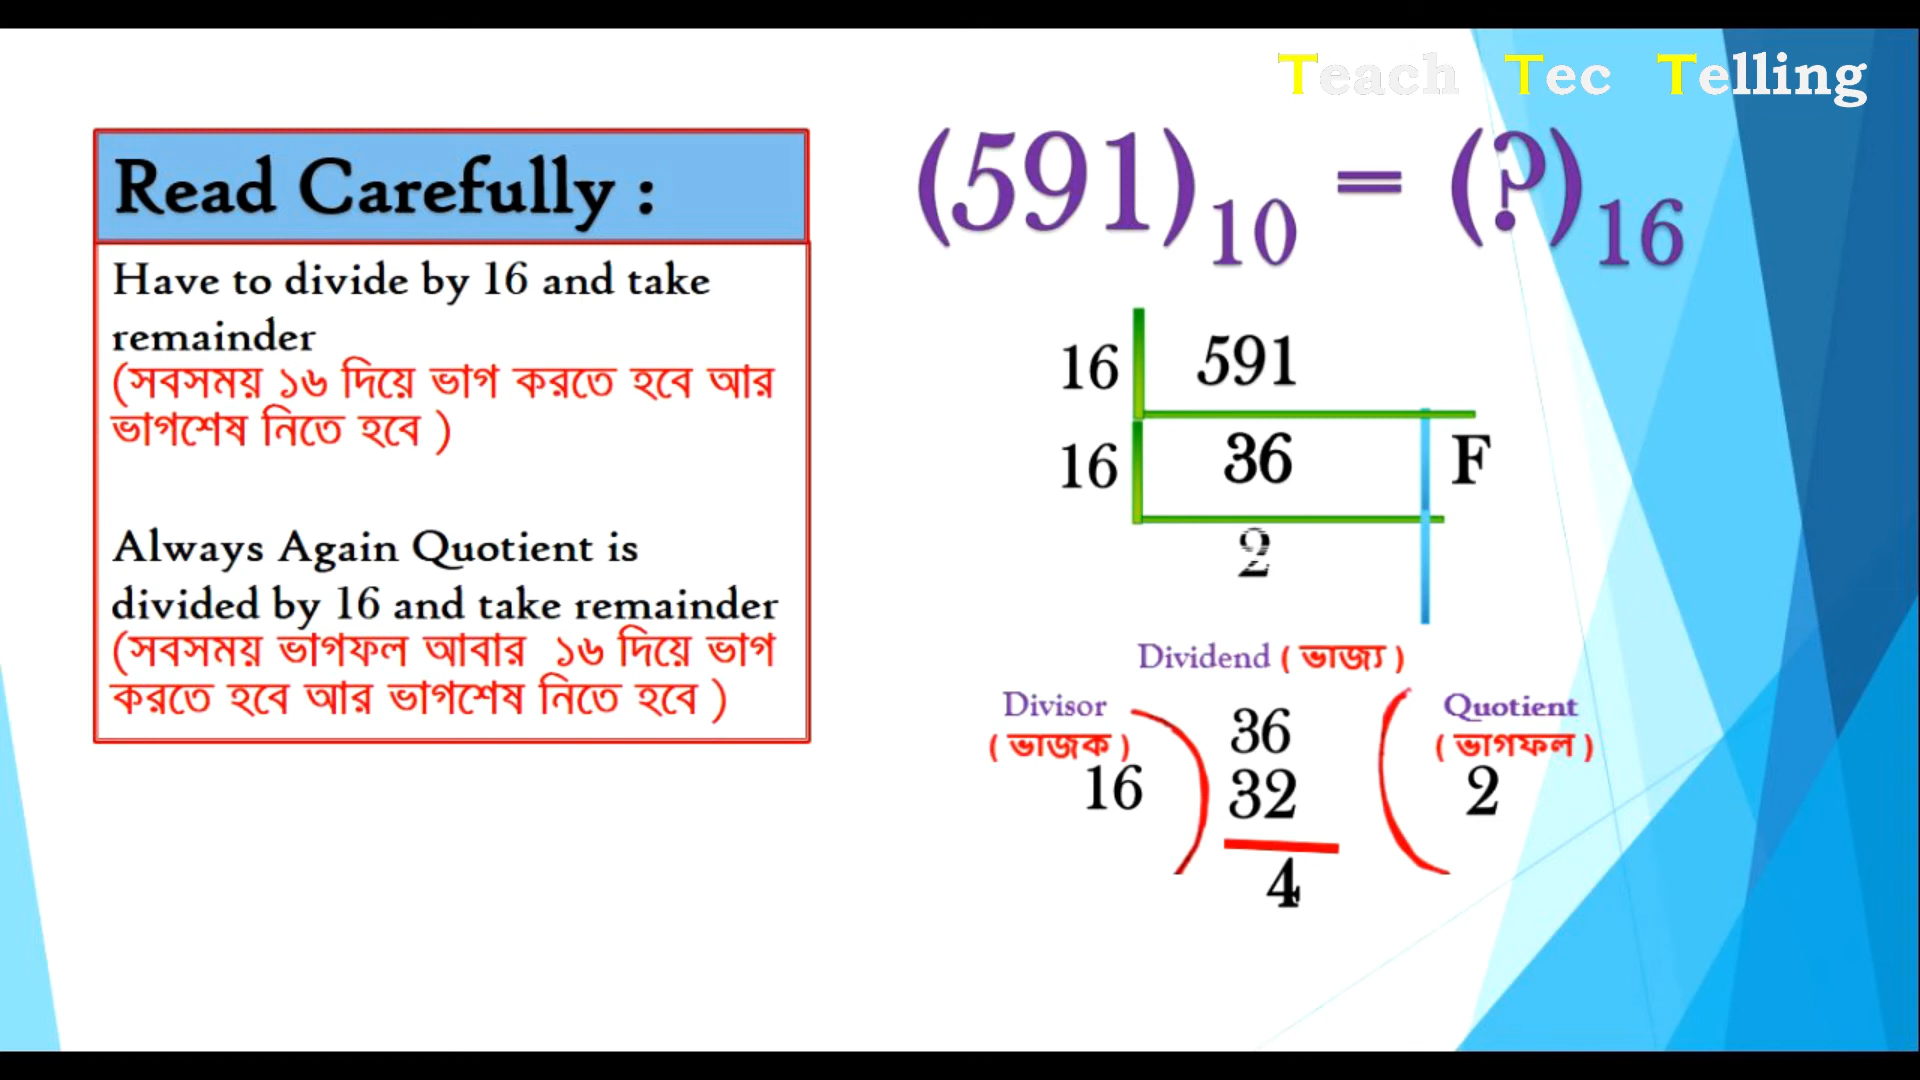 Teach Tec Telling
Read Carefully :
Have to divide by 16 and take
remainder
(সবসময় ১৬ দিয়ে ভাগ করতে হবে আর
ভাগশেষ নিতে হবে )
Always Again Quotient is
divided by 16 and take remainder
(সবসময় ভাগফল আবার ১৬ দিয়ে ভাগ
করতে হবে আর ভাগশেষ নিতে হবে )
(591)10 = (?)16
16 591
16 36 F
2
Dividend ( ভাজ্য )
Divisor
( ভাজক )
Quotient
( ভাগফল )
36
16 32 2
4